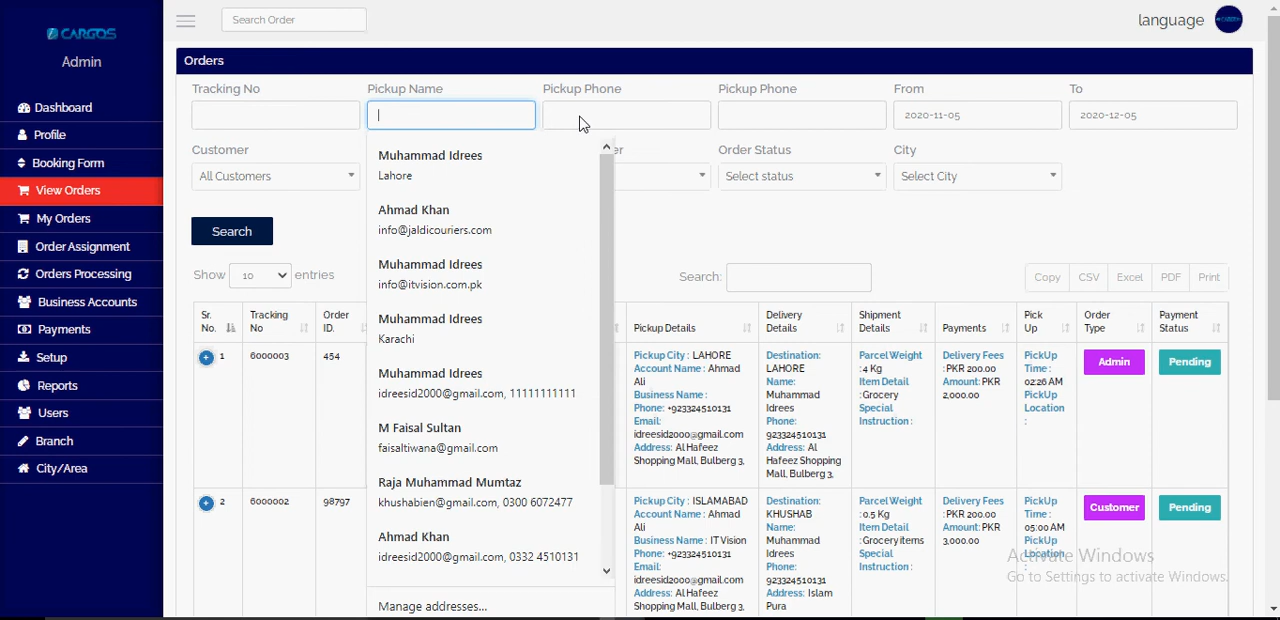 CARGOS
Admin
Dashboard
Profile
Booking Form
View Orders
My Orders
Order Assignment
Orders Processing
Business Accounts
Payments
Setup
Reports
Users
Branch
City/Area
Search Order
language
Orders
Tracking No
Pickup Name
Pickup Phone
Pickup Phone
From
To
2020-11-05
2020-12-05
Customer
er
Order Status
City
All Customers
Select status
Select City
Search
Show 10 entries
Search:
Copy
CSV
Excel
PDF
Print
Muhammad Idrees
Lahore
Ahmad Khan
info@jaldicouriers.com
Muhammad Idrees
info@itvision.com.pk
Muhammad Idrees
Karachi
Muhammad Idrees
idreesid2000@gmail.com, 11111111111
M Faisal Sultan
faisaltiwana@gmail.com
Raja Muhammad Mumtaz
khushabien@gmail.com, 0300 6072477
Ahmad Khan
idreesid2000@gmail.com, 0332 4510131
Manage addresses...
Sr.
No.
Tracking
No
Order
ID.
Pickup Details
Delivery
Details
Shipment
Details
Payments
Pick
Up
Order
Type
Payment
Status
1
6000003
454
Pickup City : LAHORE
Account Name : Ahmad
Ali
Business Name :
Phone: +923324510131
Email:
idreesid2000@gmail.com
Address: Al Hafeez
Shopping Mall, Bulberg 3,
Destination:
LAHORE
Name:
Muhammad
Idrees
Phone:
923324510131
Address: Al
Hafeez Shopping
Mall, Bulberg 3,
Parcel Weight
: 4 Kg
Item Detail
: Grocery
Special
Instruction :
Delivery Fees
: PKR 200.00
Amount: PKR
2,000.00
PickUp
Time :
02:26 AM
PickUp
Location
:
Admin
Pending
2
6000002
98797
Pickup City : ISLAMABAD
Account Name : Ahmad
Ali
Business Name : IT Vision
Phone: +923324510131
Email:
idreesid2000@gmail.com
Address: Al Hafeez
Shopping Mall, Bulberg 3,
Destination:
KHUSHAB
Name:
Muhammad
Idrees
Phone:
923324510131
Address: Islam
Pura
Parcel Weight
: 0.5 Kg
Item Detail
: Grocery items
Special
Instruction :
Delivery Fees
: PKR 200.00
Amount: PKR
3,000.00
PickUp
Time :
05:00 AM
PickUp
Location
:
Customer
Pending
Activate Windows
Go to Settings to activate Windows.